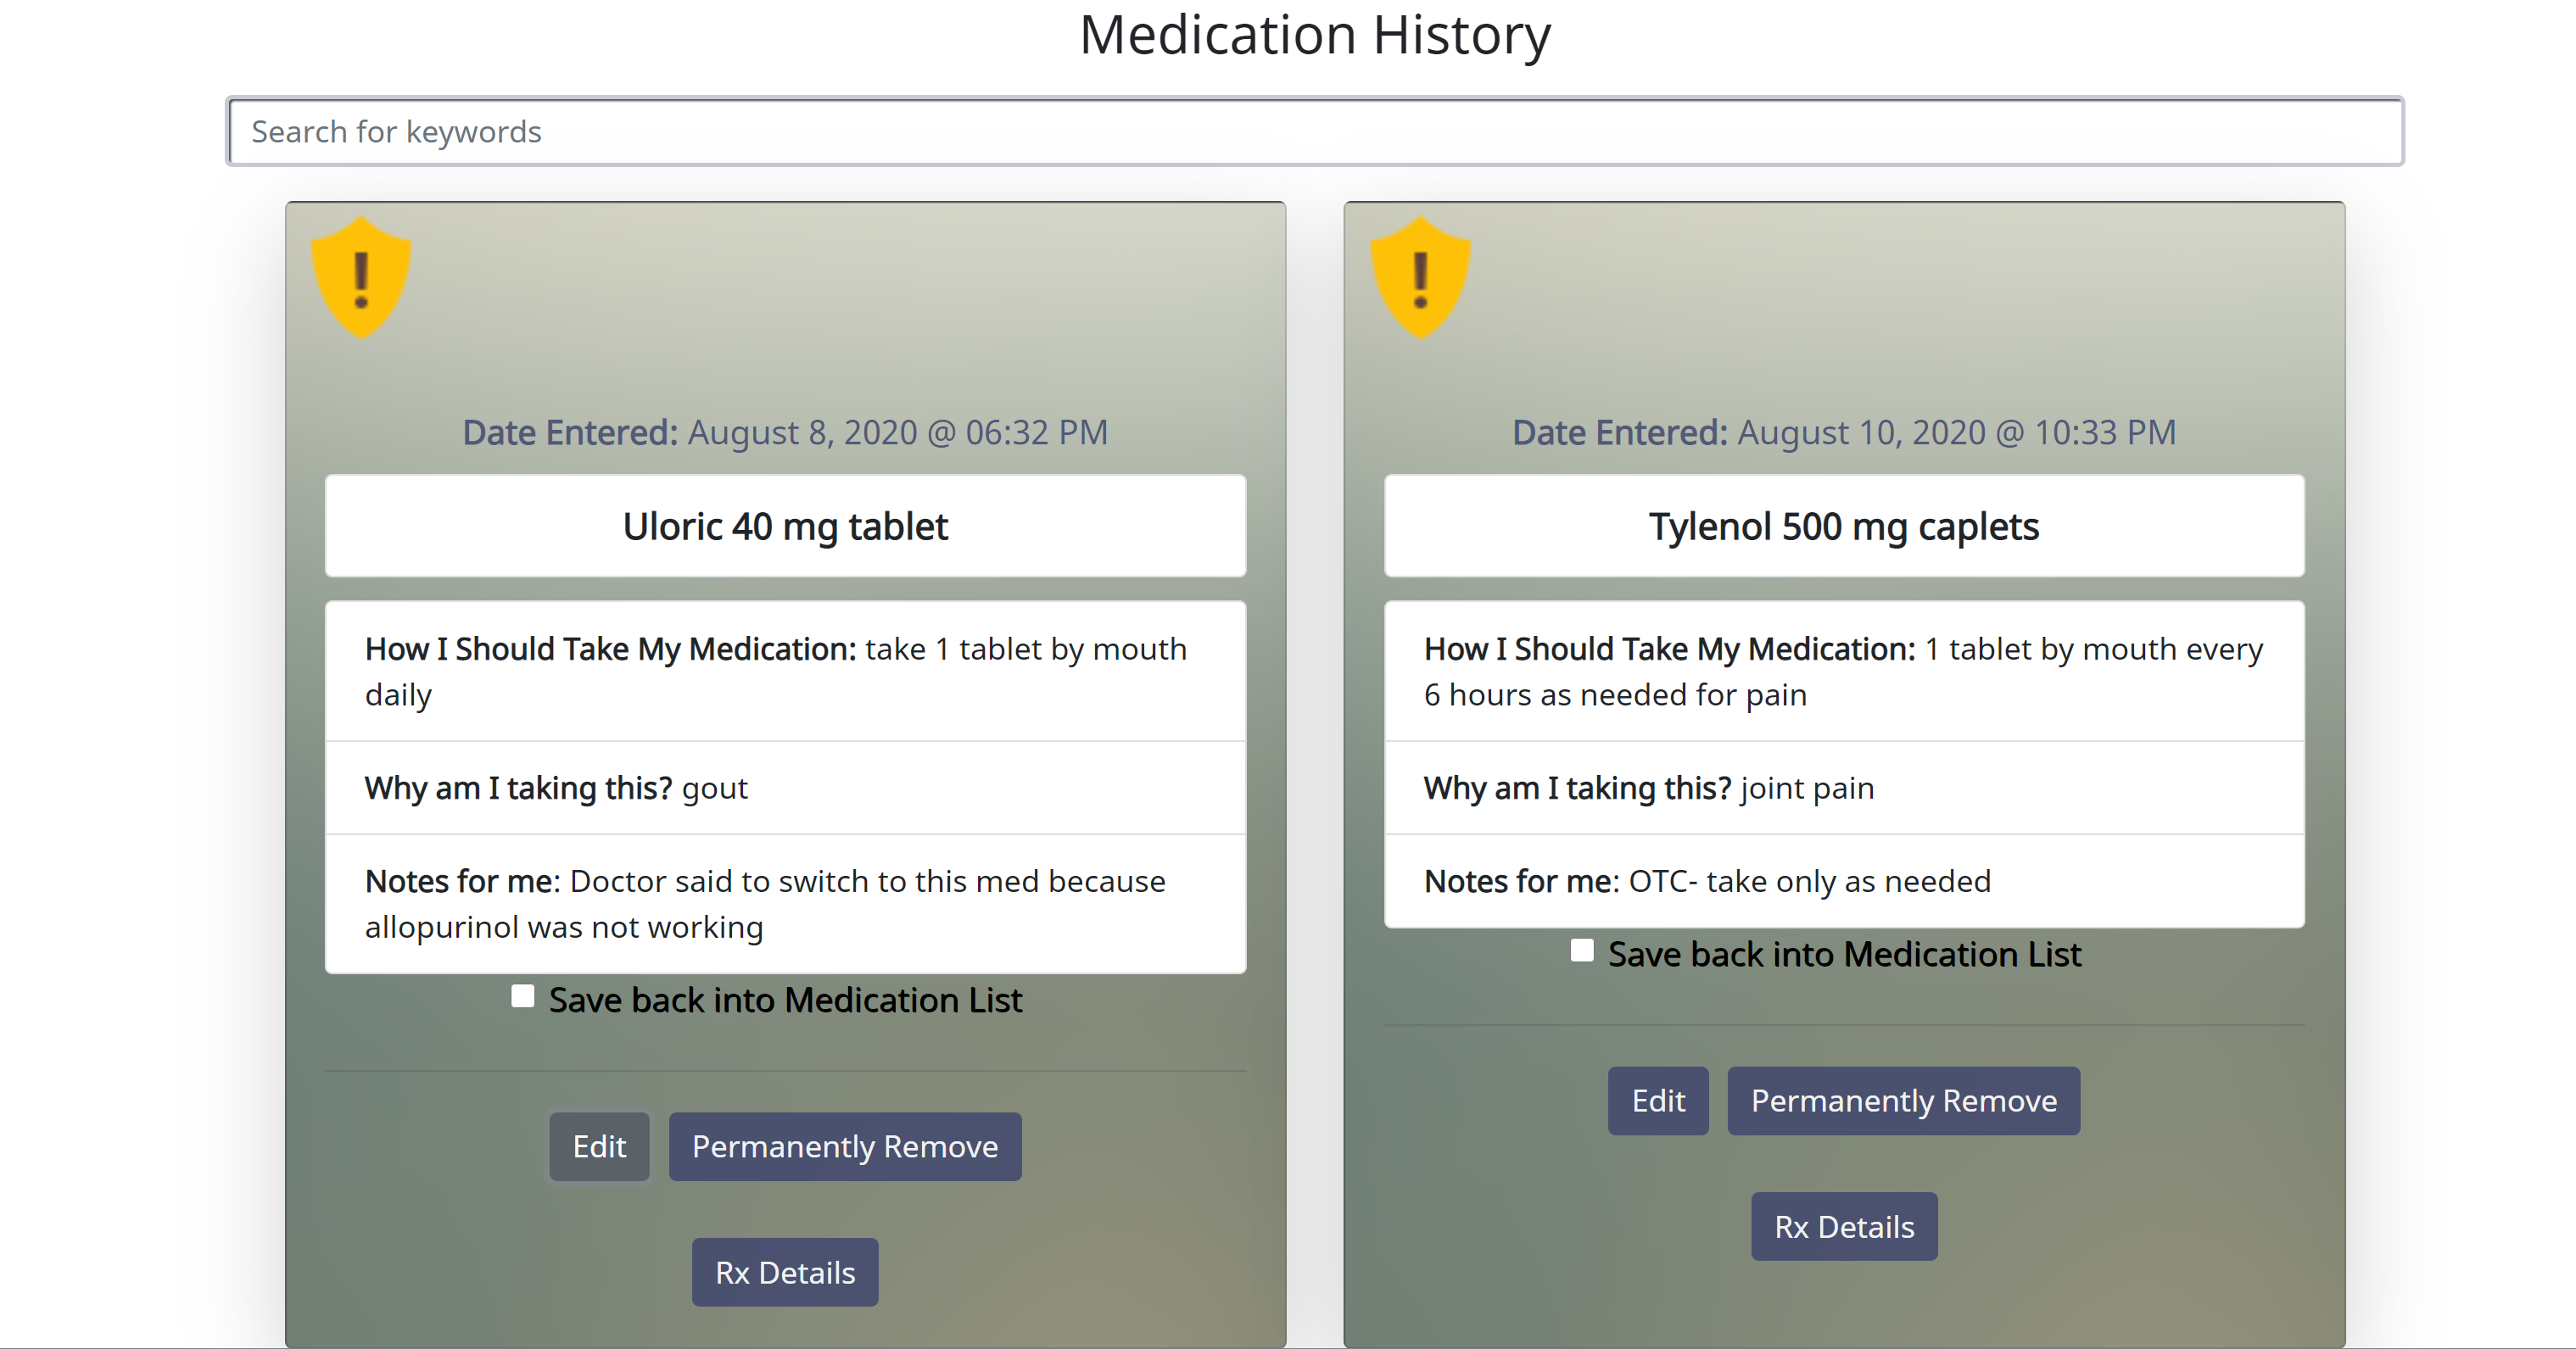 Medication History
Search for keywords
Date Entered: August 8, 2020 @ 06:32 PM
Uloric 40 mg tablet
How I Should Take My Medication: take 1 tablet by mouth
daily
Why am I taking this? gout
Notes for me: Doctor said to switch to this med because
allopurinol was not working
Save back into Medication List
Edit
Permanently Remove
Rx Details
Date Entered: August 10, 2020 @ 10:33 PM
Tylenol 500 mg caplets
How I Should Take My Medication: 1 tablet by mouth every
6 hours as needed for pain
Why am I taking this? joint pain
Notes for me: OTC- take only as needed
Save back into Medication List
Edit
Permanently Remove
Rx Details